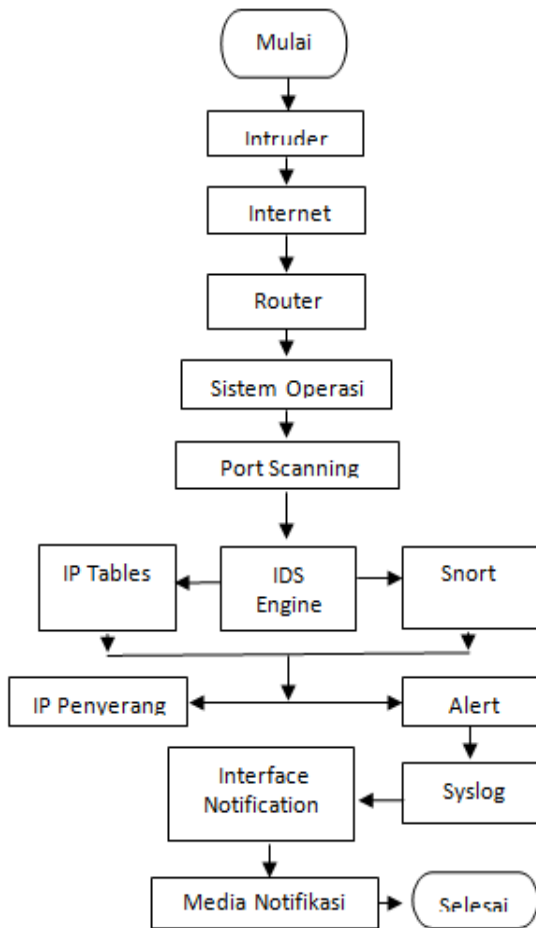 Mulai
Intruder
Internet
Router
Sistem Operasi
Port Scanning
IP Tables
IDS
Engine
Snort
IP Penyerang
Alert
Interface
Notification
Syslog
Media Notifikasi
Selesai